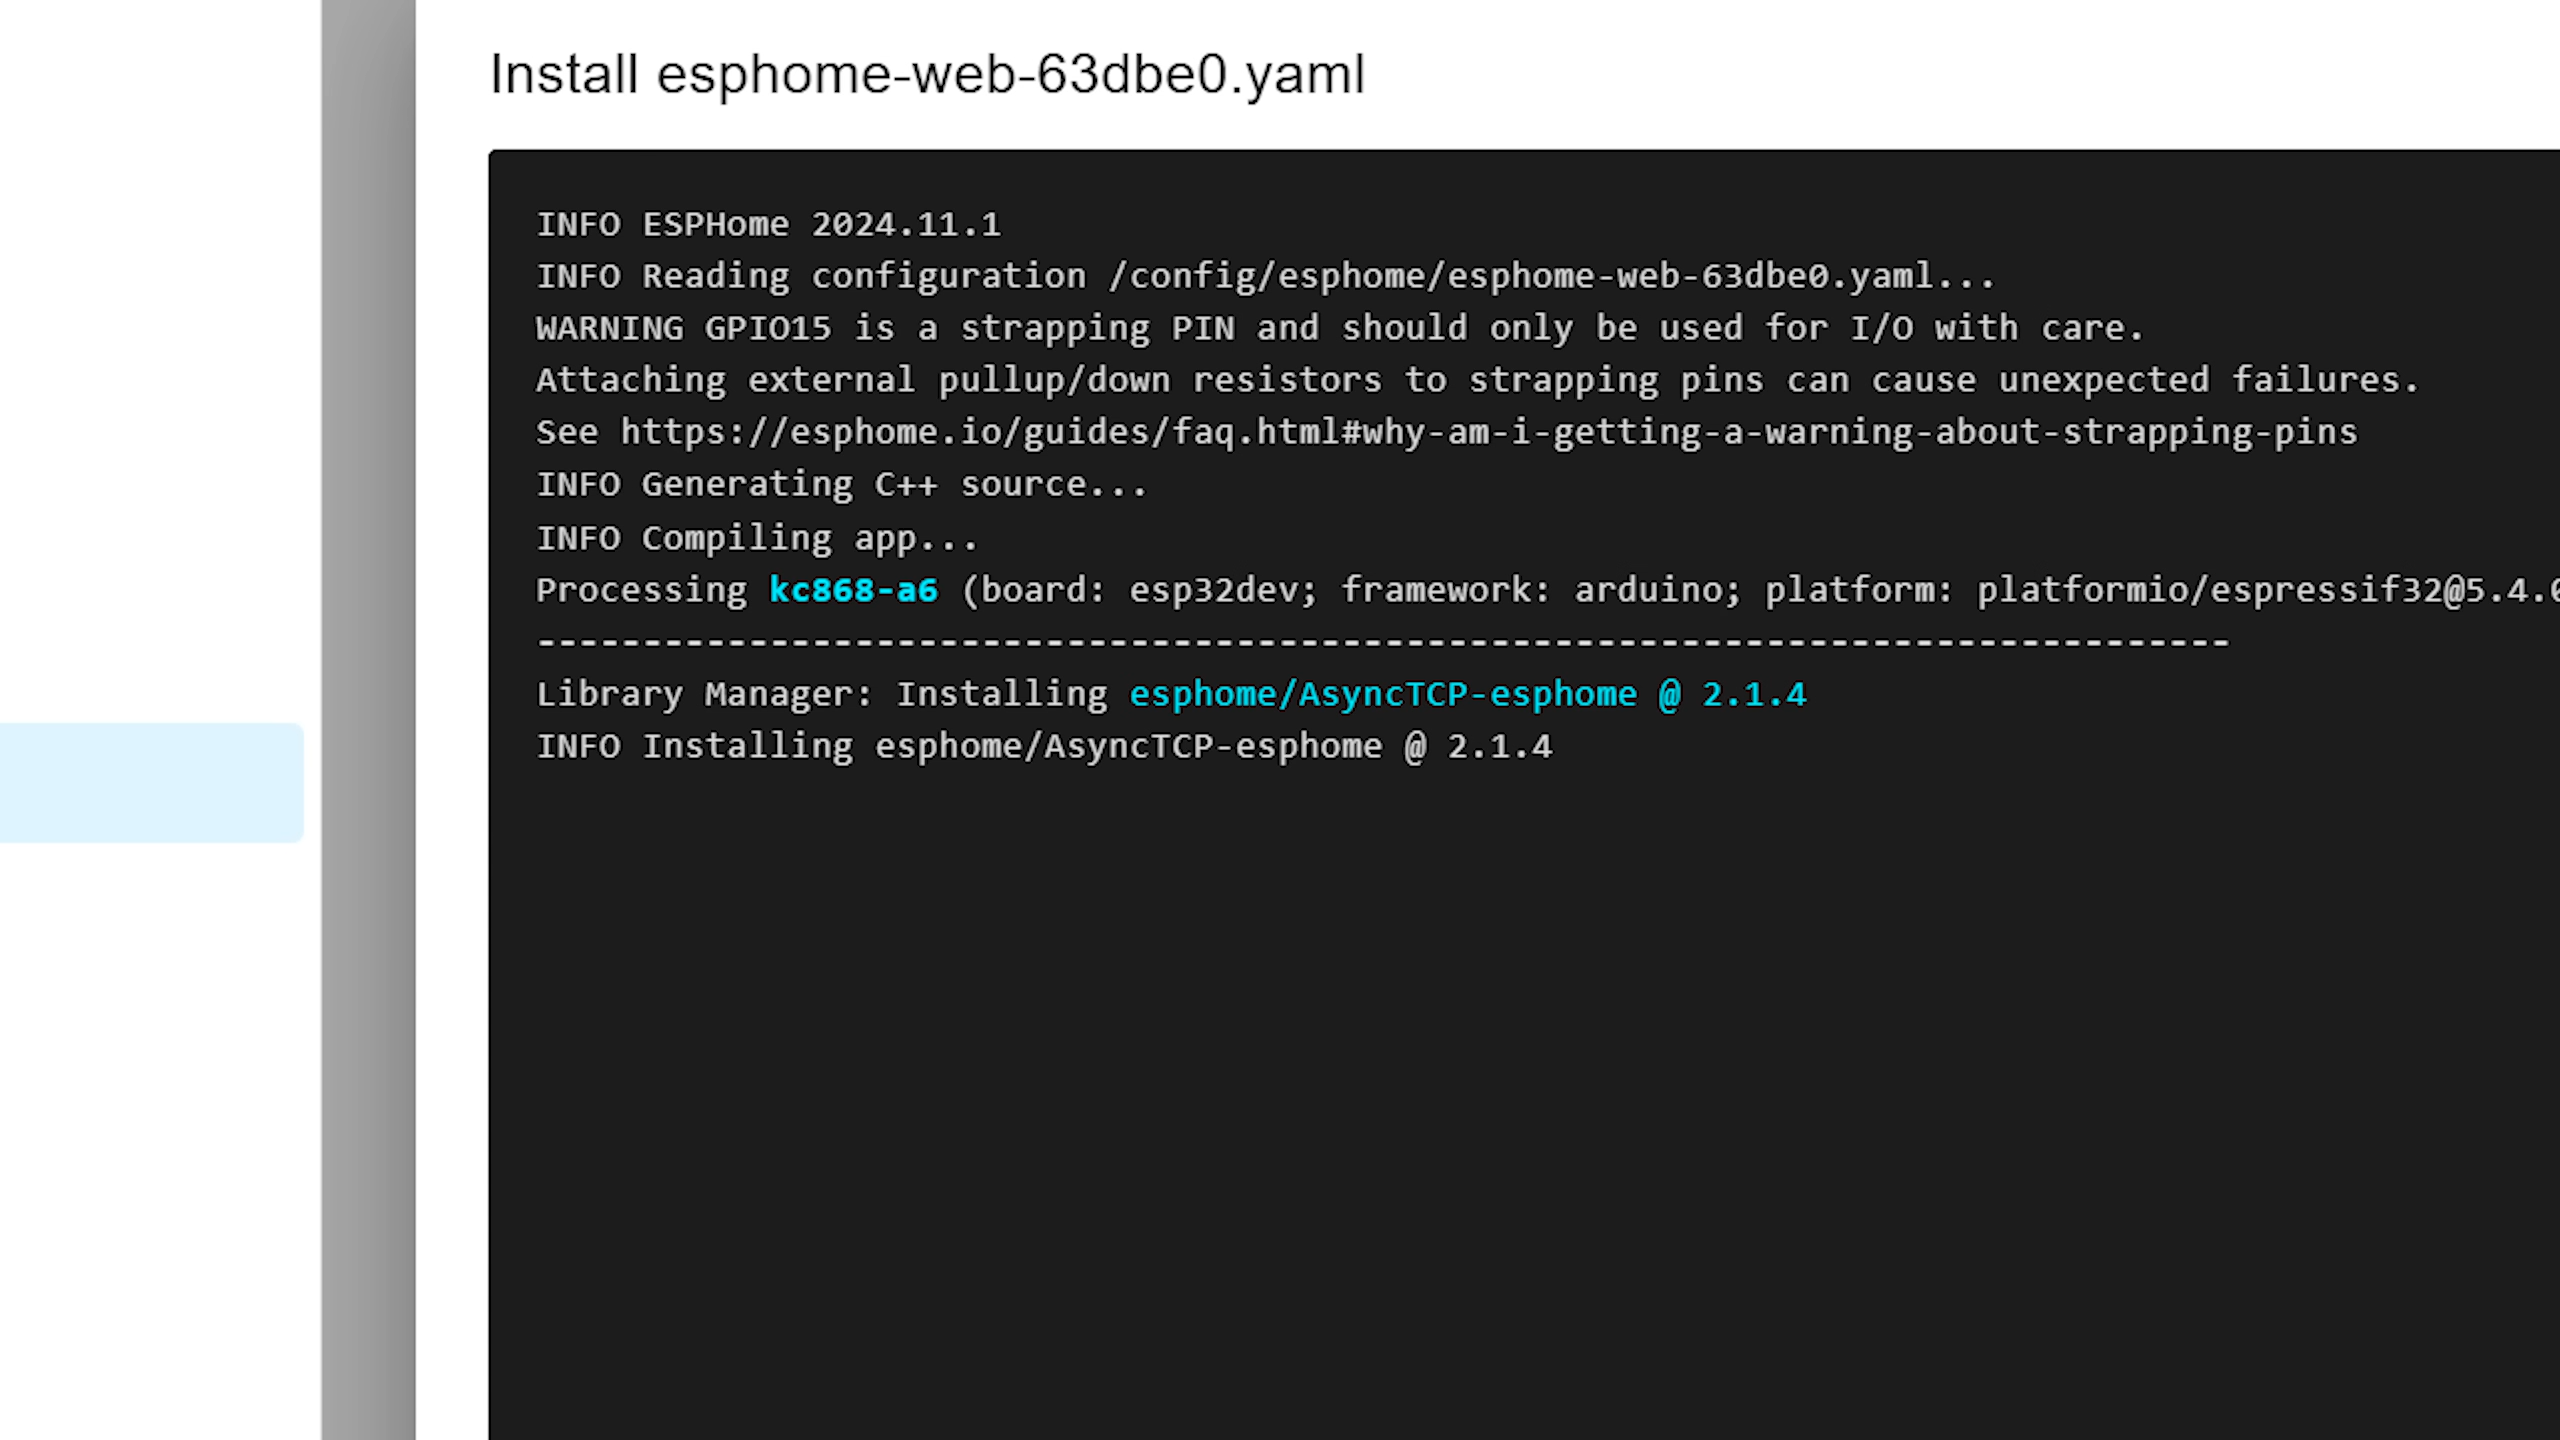 Install esphome-web-63dbe0.yaml
INFO ESPHome 2024.11.1
INFO Reading configuration /config/esphome/esphome-web-63dbe0.yaml...
WARNING GPIO15 is a strapping PIN and should only be used for I/O with care.
Attaching external pullup/down resistors to strapping pins can cause unexpected failures.
See https://esphome.io/guides/faq.html#why-am-i-getting-a-warning-about-strapping-pins
INFO Generating C++ source...
INFO Compiling app...
Processing kc868-a6 (board: esp32dev; framework: arduino; platform: platformio/espressif32@5.4.0
--------------------------------------------------------------------------------
Library Manager: Installing esphome/AsyncTCP-esphome @ 2.1.4
INFO Installing esphome/AsyncTCP-esphome @ 2.1.4